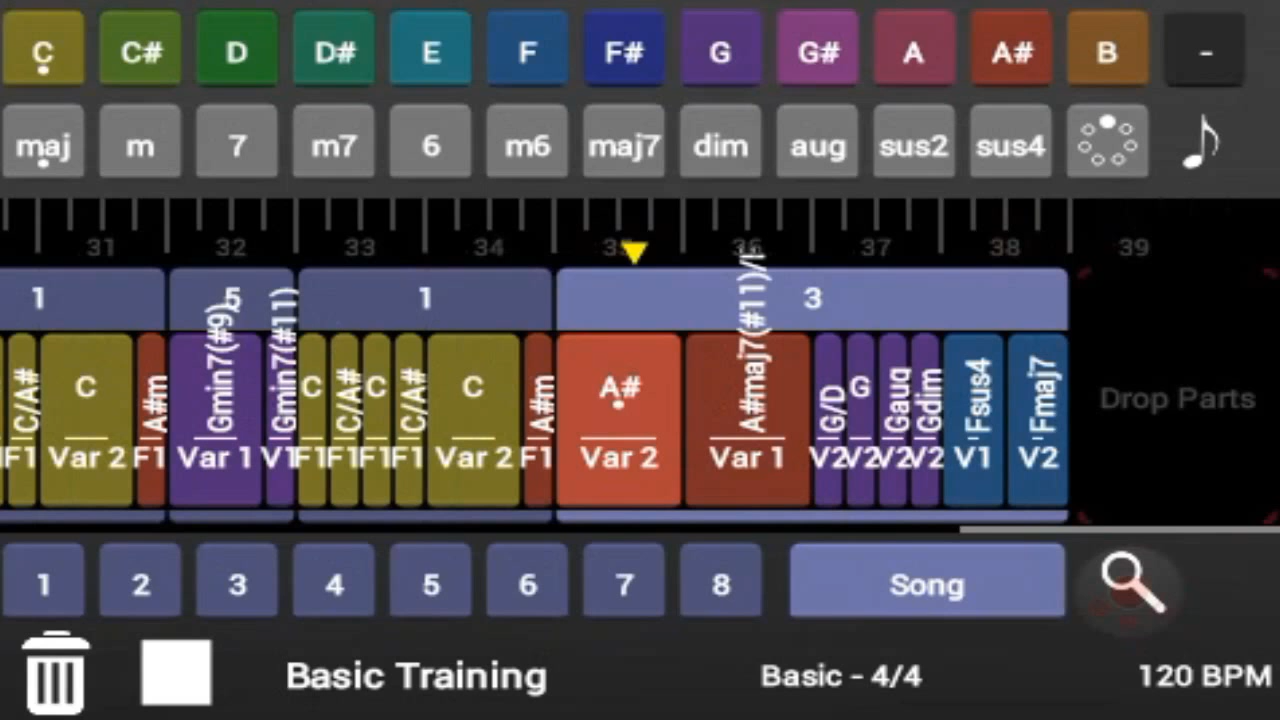 C C# D D# E F F# G G# A A# B -
maj m 7 m7 6 m6 maj7 dim aug sus2 sus4
31 32 33 34 35 36 37 38 39
1 5 1 3
C/A# C A#m Gmin7(#9) Gmin7(#11) C C/A# C C/A# C A#m A# G/D G Gaug Gdim Fsus4 Fmaj7
F1 Var 2 F1 Var 1 V1 F1 F1 F1 F1 Var 2 F1 Var 2 Var 1 V2 V2 V2 V2 V1 V2
Drop Parts
1 2 3 4 5 6 7 8 Song
Basic Training Basic - 4/4 120 BPM